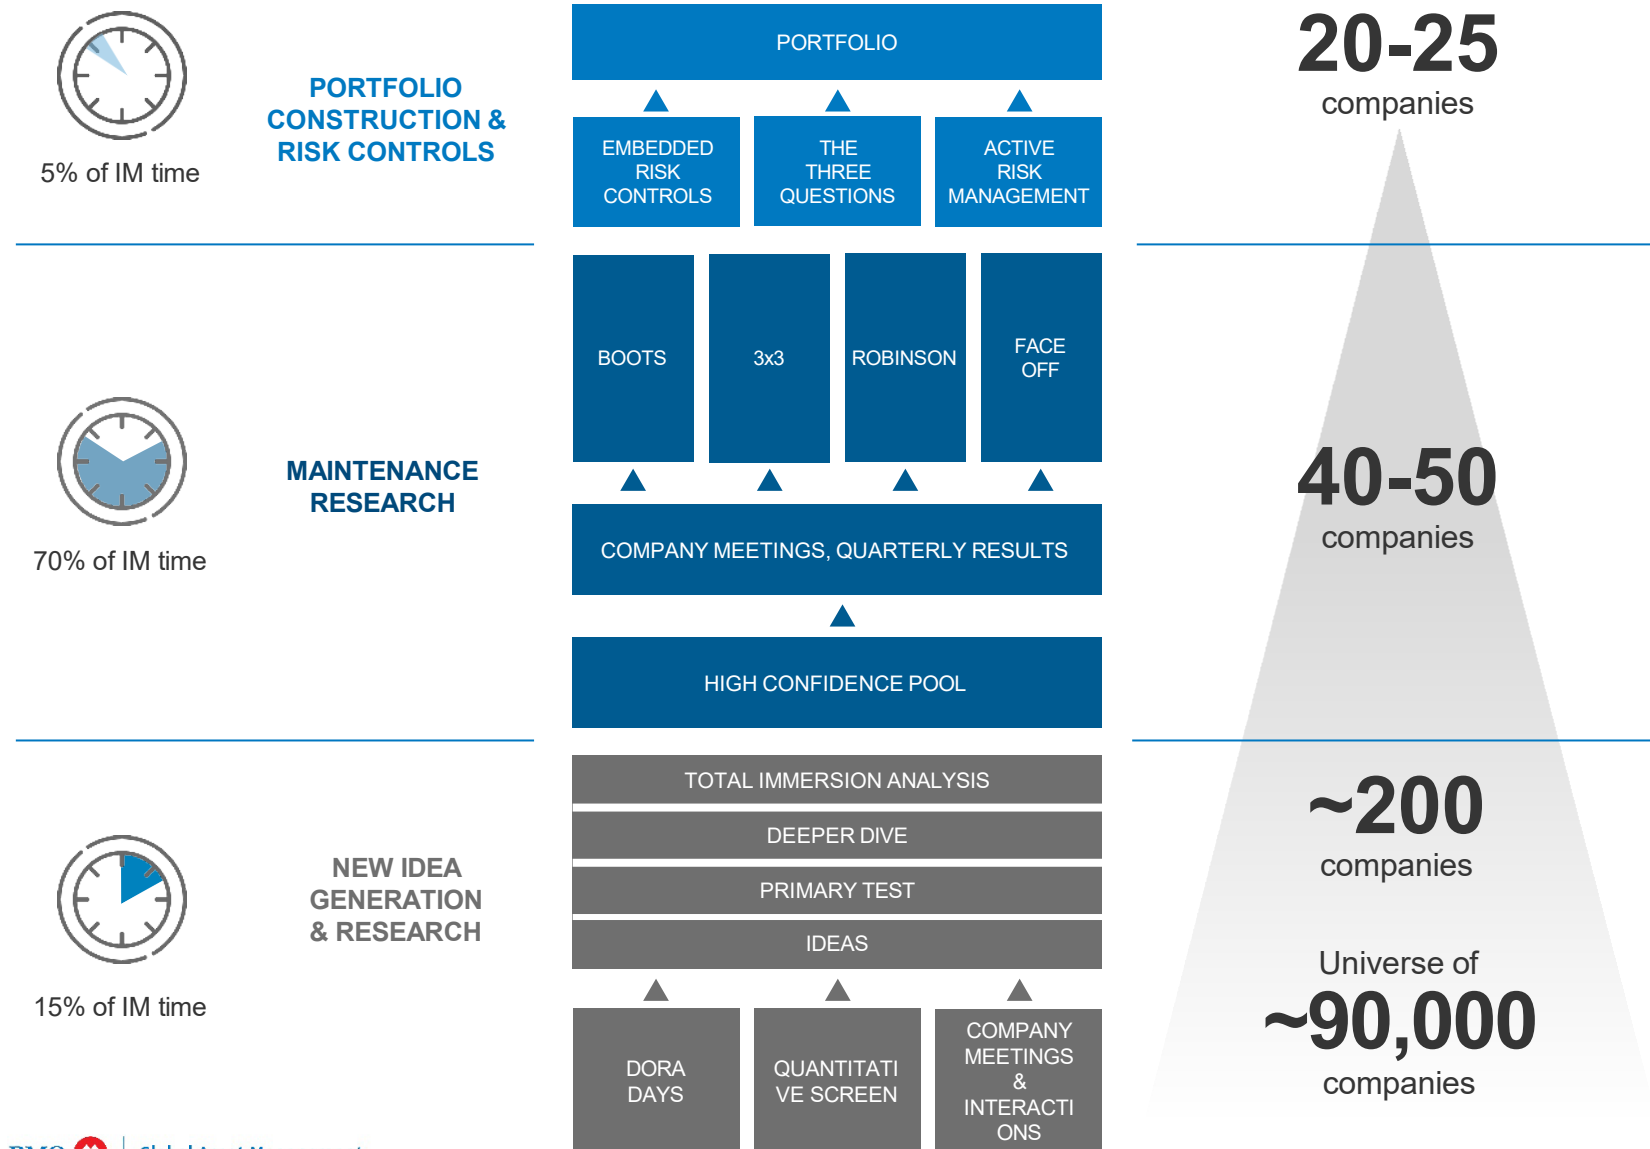 5% of IM time
PORTFOLIO
CONSTRUCTION &
RISK CONTROLS
PORTFOLIO
EMBEDDED
RISK
CONTROLS
THE
THREE
QUESTIONS
ACTIVE
RISK
MANAGEMENT
20-25
companies
70% of IM time
MAINTENANCE
RESEARCH
BOOTS
3x3
ROBINSON
FACE
OFF
COMPANY MEETINGS, QUARTERLY RESULTS
HIGH CONFIDENCE POOL
40-50
companies
15% of IM time
NEW IDEA
GENERATION
& RESEARCH
TOTAL IMMERSION ANALYSIS
DEEPER DIVE
PRIMARY TEST
IDEAS
DORA
DAYS
QUANTITATI
VE SCREEN
COMPANY
MEETINGS
&
INTERACTI
ONS
~200
companies
Universe of
~90,000
companies